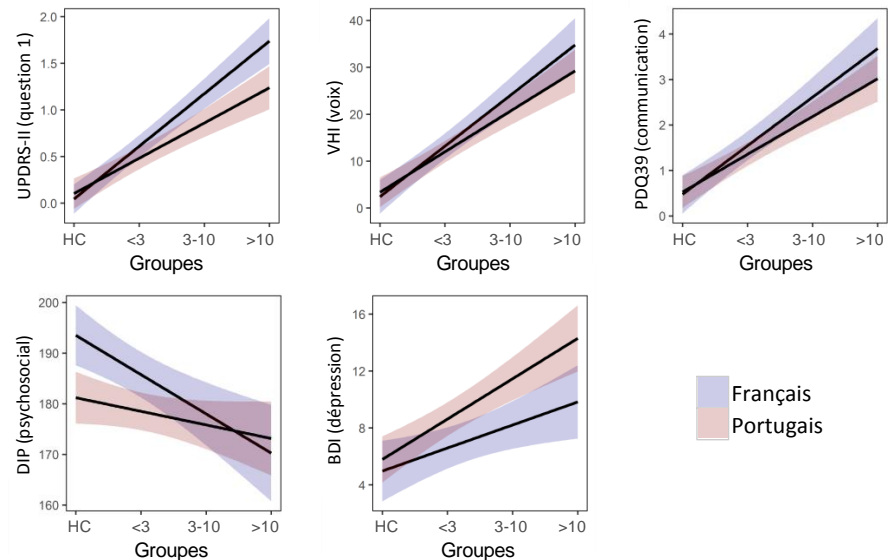 UPDRS-II (question 1)
2.0
1.5
1.0
0.5
0.0
HC <3 3-10 >10
Groupes
VHI (voix)
40
30
20
10
0
HC <3 3-10 >10
Groupes
PDQ39 (communication)
4
3
2
1
0
HC <3 3-10 >10
Groupes
DIP (psychosocial)
200
190
180
170
160
HC <3 3-10 >10
Groupes
BDI (dépression)
16
12
8
4
HC <3 3-10 >10
Groupes
Français
Portugais